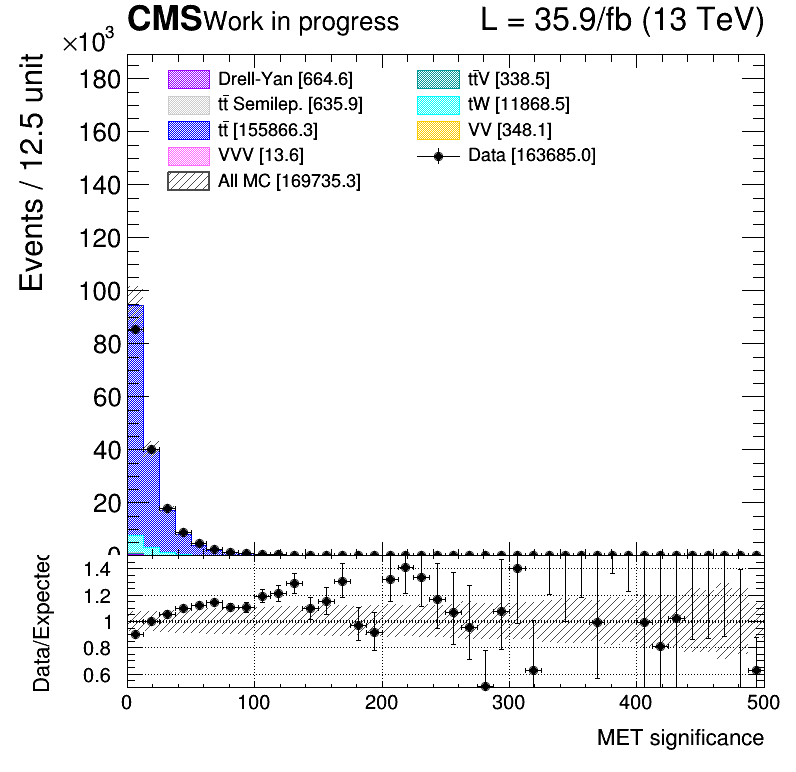 CMS Work in progress L = 35.9/fb (13 TeV)
×10³
Events / 12.5 unit
180
160
140
120
100
80
60
40
20
0
Drell-Yan [664.6]
tt̄ Semilep. [635.9]
tt̄ [155866.3]
VVV [13.6]
All MC [169735.3]
tt̄V [338.5]
tW [11868.5]
VV [348.1]
Data [163685.0]
Data/Expected
1.4
1.2
1
0.8
0.6
0 100 200 300 400 500
MET significance